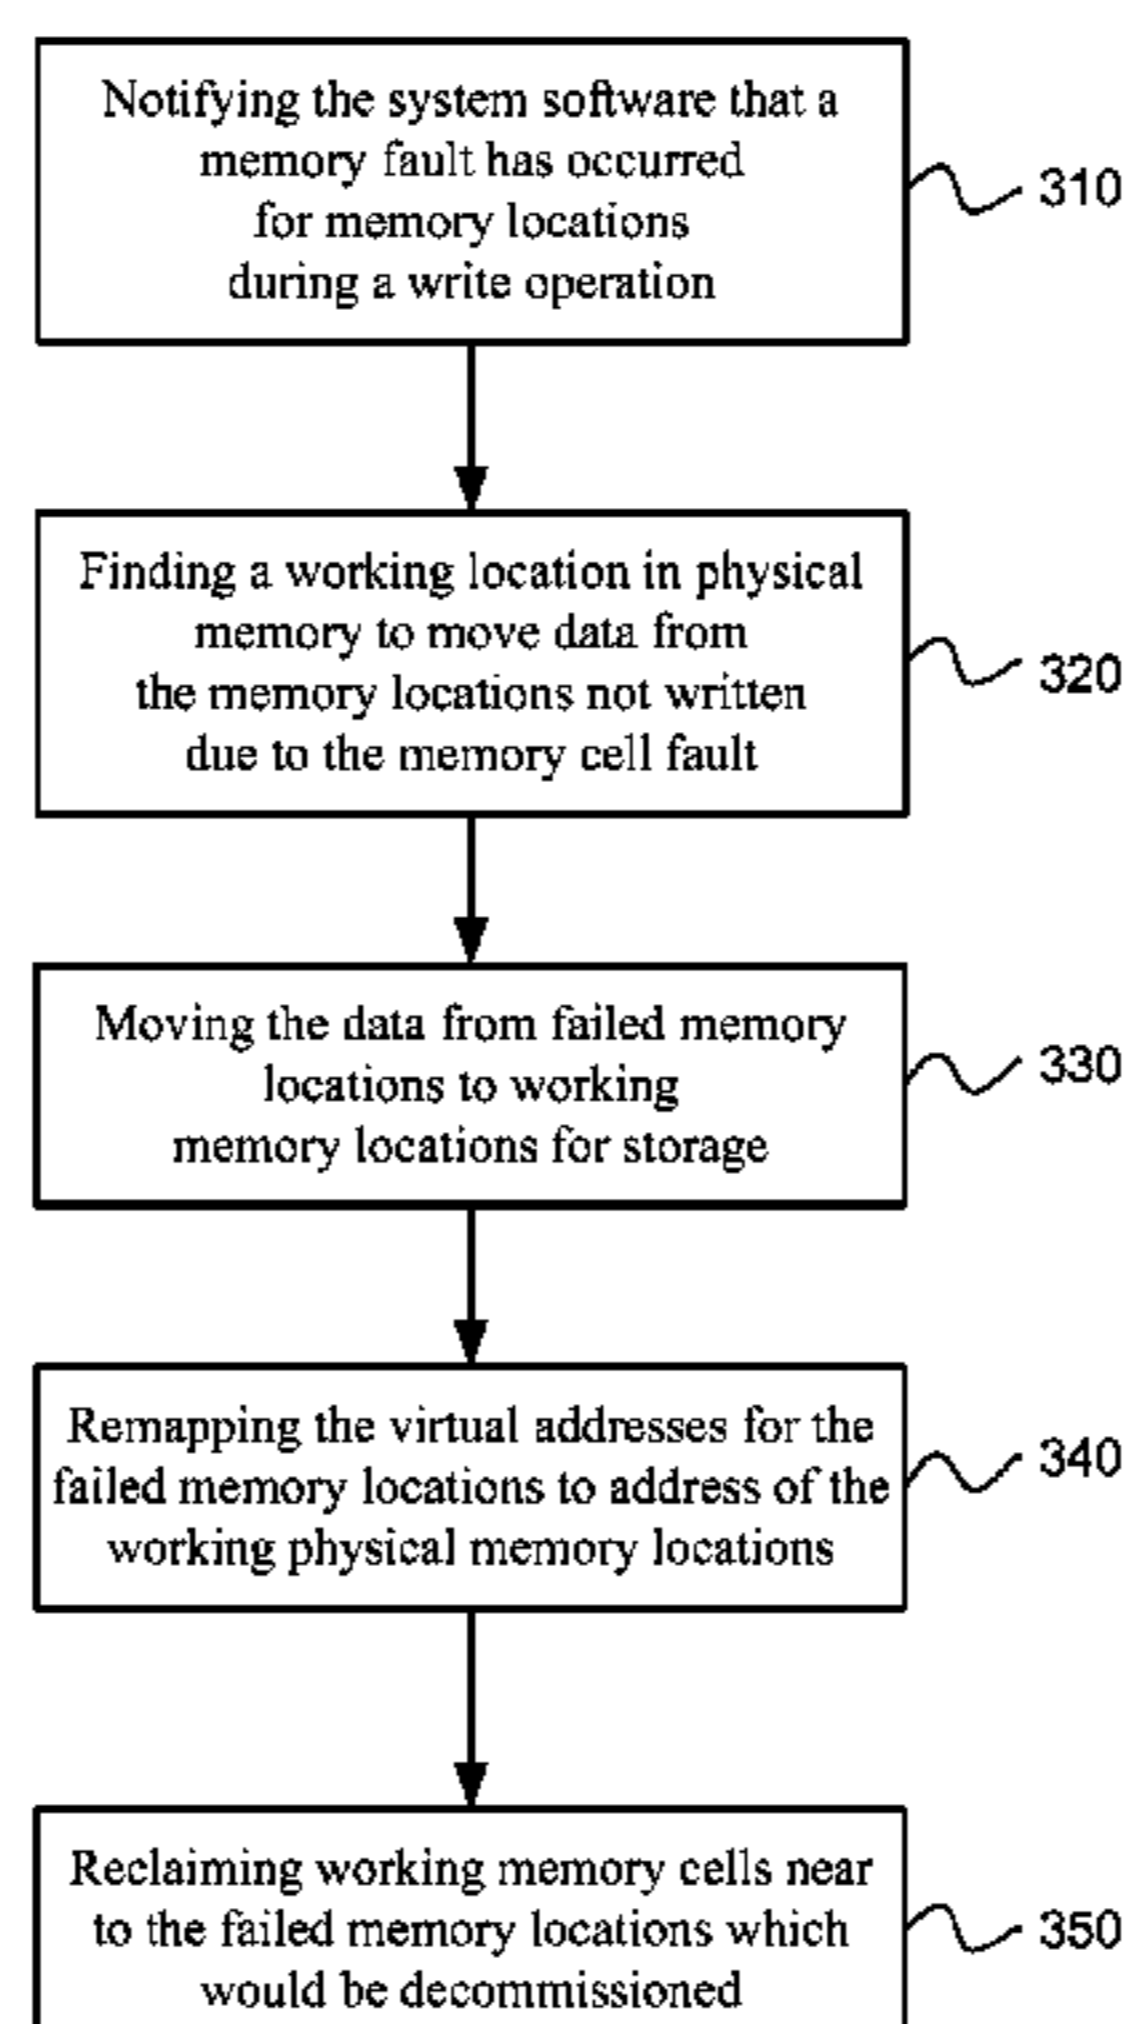 Notifying the system software that a
memory fault has occurred
for memory locations
during a write operation
310
Finding a working location in physical
memory to move data from
the memory locations not written
due to the memory cell fault
320
Moving the data from failed memory
locations to working
memory locations for storage
330
Remapping the virtual addresses for the
failed memory locations to address of the
working physical memory locations
340
Reclaiming working memory cells near
to the failed memory locations which
would be decommissioned
350